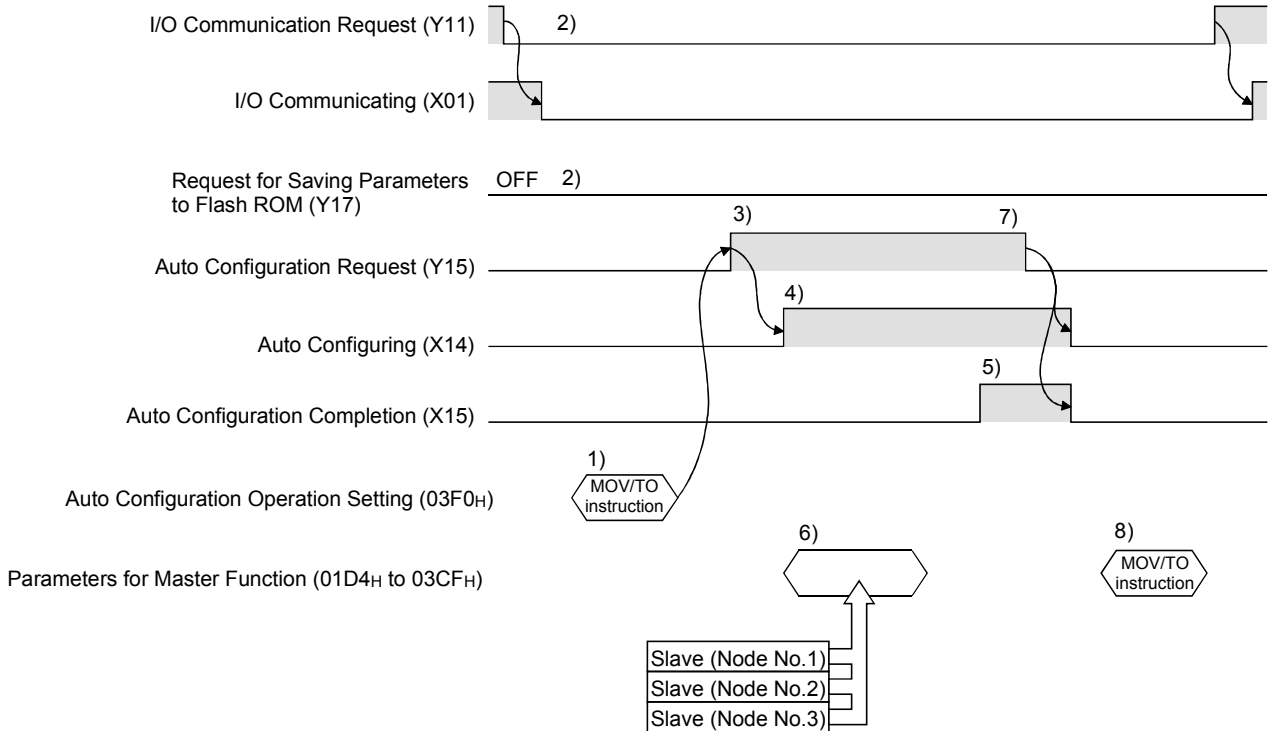 I/O Communication Request (Y11)
2)
I/O Communicating (X01)
Request for Saving Parameters
to Flash ROM (Y17)
OFF 2)
3)
7)
Auto Configuration Request (Y15)
4)
Auto Configuring (X14)
5)
Auto Configuration Completion (X15)
1)
MOV/TO
instruction
Auto Configuration Operation Setting (03F0H)
6)
8)
MOV/TO
instruction
Parameters for Master Function (01D4H to 03CFH)
Slave (Node No.1)
Slave (Node No.2)
Slave (Node No.3)